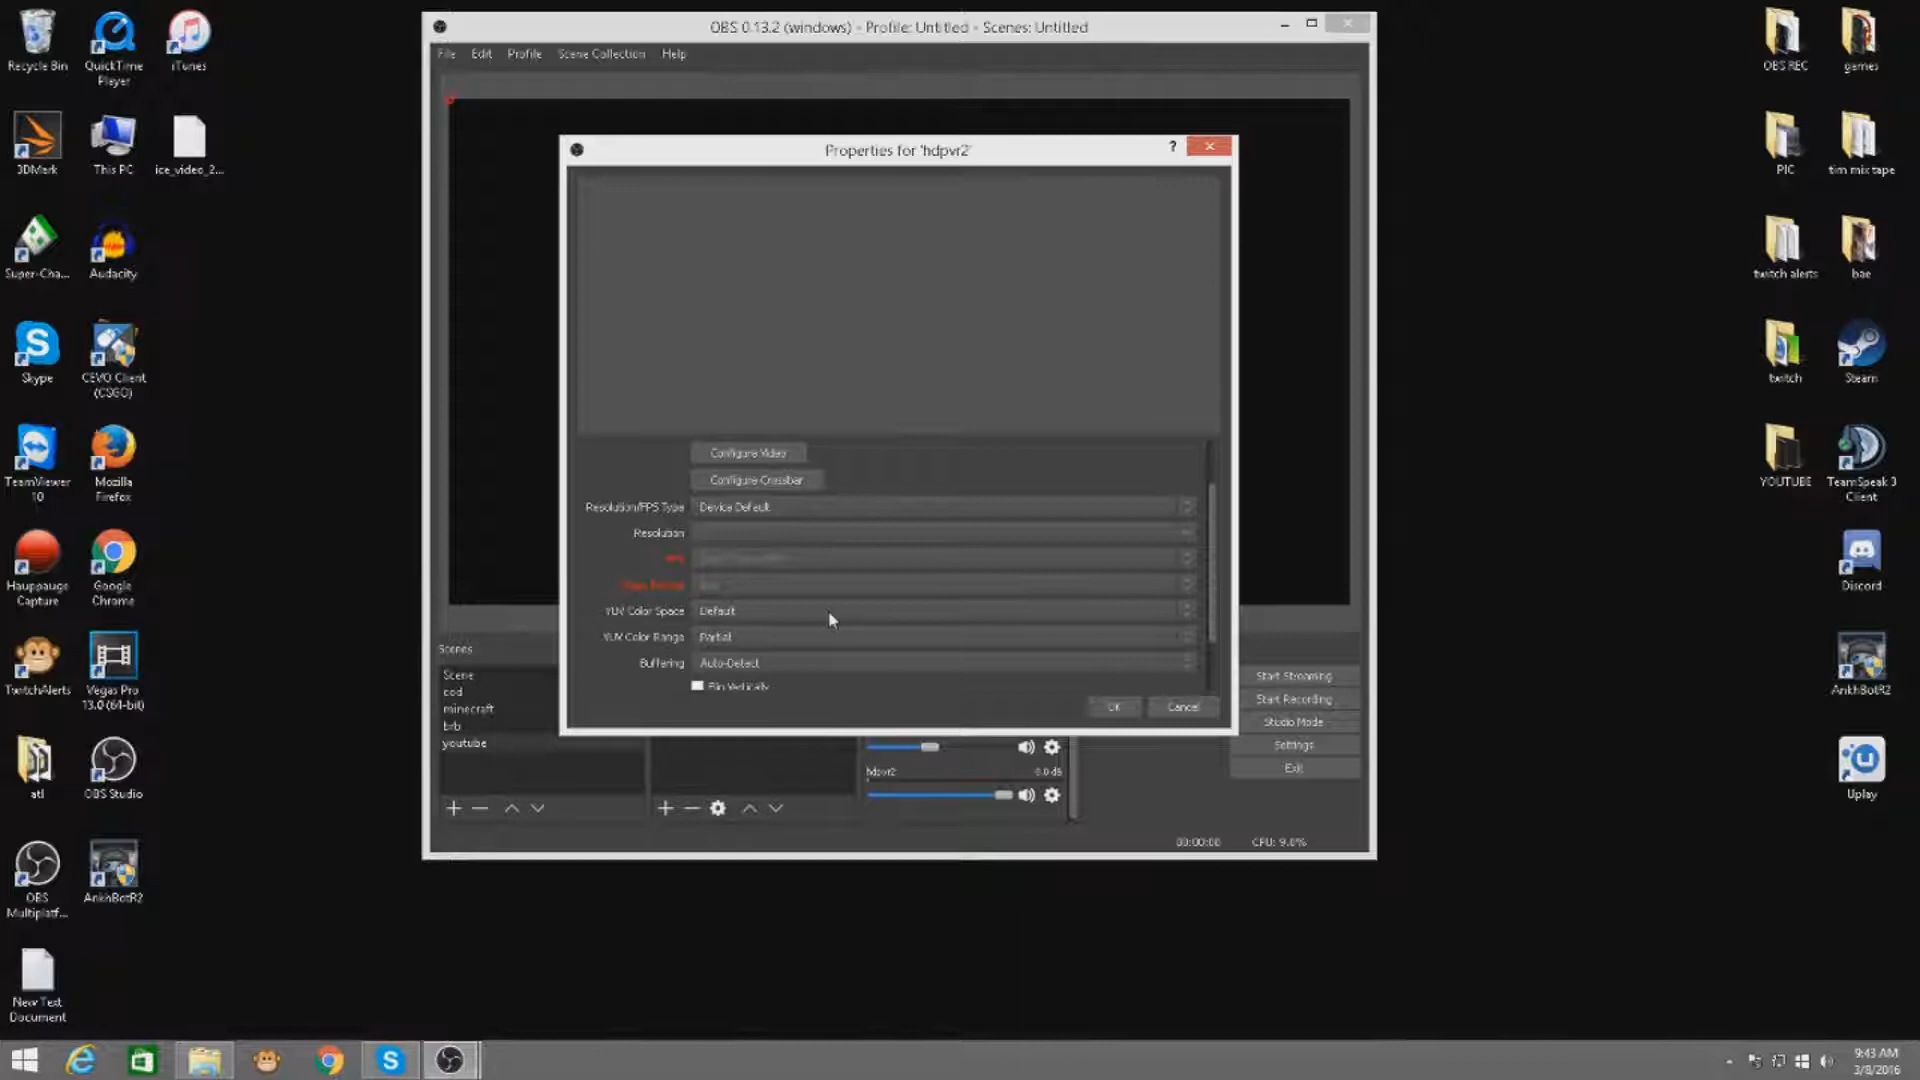 Recycle Bin
QuickTime
Player
iTunes
3DMark
This PC
ice_video_2...
Super-Cha...
Audacity
Skype
CEVO Client
(CSGO)
TeamViewer
10
Mozilla
Firefox
Hauppauge
Capture
Google
Chrome
TwitchAlerts
Vegas Pro
13.0 (64-bit)
atl
OBS Studio
OBS
Multiplatf...
AnkhBotR2
New Text
Document
OBS 0.13.2 (windows) - Profile: Untitled - Scenes: Untitled
File Edit Profile Scene Collection Help
Properties for 'hdpvr2'
?
Configure Video
Configure Crossbar
Resolution/FPS Type Device Default
Resolution
YUV Color Space Default
YUV Color Range Partial
Buffering Auto-Detect
Flip Vertically
OK Cancel
Scenes
Scene
cod
minecraft
brb
youtube
hdpvr2 0.0 dB
Start Streaming
Start Recording
Studio Mode
Settings
Exit
00:00:00 CPU: 9.8%
OBS REC
games
PIC
tim mix tape
twitch alerts
bae
twitch
Steam
YOUTUBE
TeamSpeak 3
Client
Discord
AnkhBotR2
Uplay
9:43 AM
3/8/2016